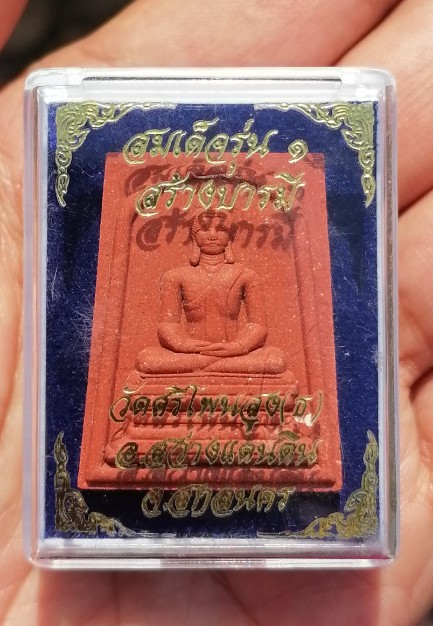 สมเด็จรุ่น ๑
สร้างบารมี
วัดศรีโพนสูง(ธ)
อ.สว่างแดนดิน
จ.สกลนคร